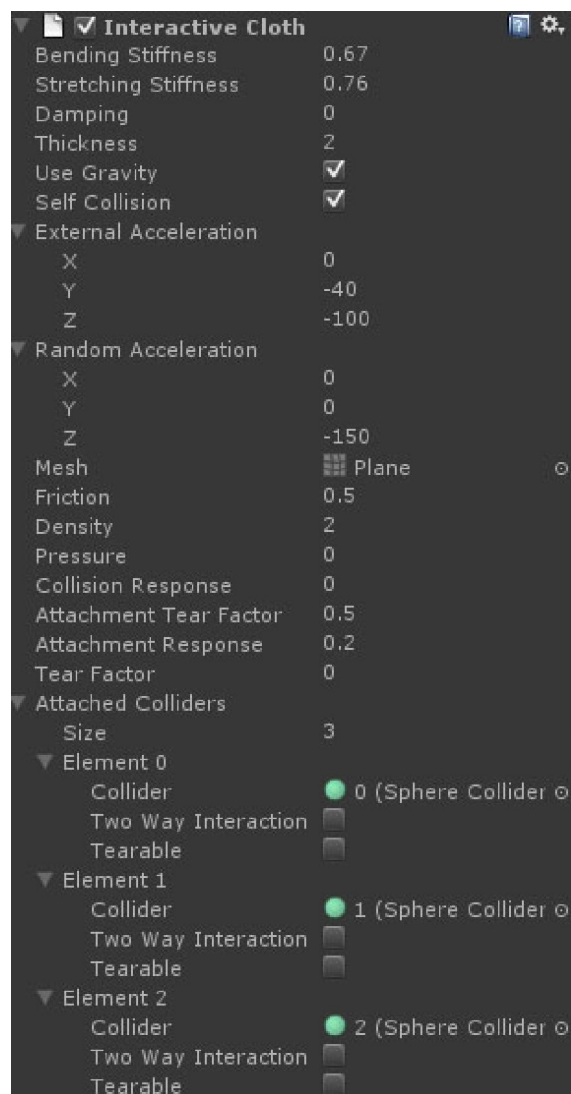 Interactive Cloth
Bending Stiffness 0.67
Stretching Stiffness 0.76
Damping 0
Thickness 2
Use Gravity
Self Collision
External Acceleration
X 0
Y -40
Z -100
Random Acceleration
X 0
Y 0
Z -150
Mesh Plane
Friction 0.5
Density 2
Pressure 0
Collision Response 0
Attachment Tear Factor 0.5
Attachment Response 0.2
Tear Factor 0
Attached Colliders
Size 3
Element 0
Collider 0 (Sphere Collider
Two Way Interaction
Tearable
Element 1
Collider 1 (Sphere Collider
Two Way Interaction
Tearable
Element 2
Collider 2 (Sphere Collider
Two Way Interaction
Tearable